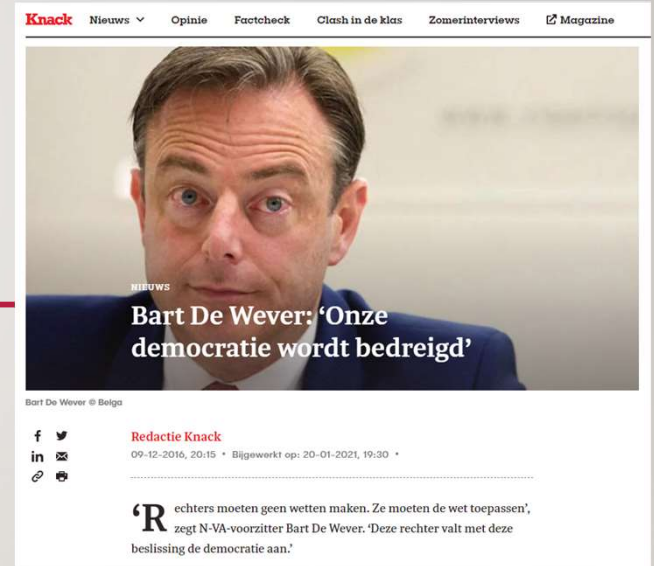 Knack Nieuws Opinie Factcheck Clash in de klas Zomerinterviews Magazine
NIEUWS
Bart De Wever: ‘Onze
democratie wordt bedreigd’
Bart De Wever © Belga
Redactie Knack
09-12-2016, 20:15 • Bijgewerkt op: 20-01-2021, 19:30 •
‘Rechters moeten geen wetten maken. Ze moeten de wet toepassen’,
zegt N-VA-voorzitter Bart De Wever. ‘Deze rechter valt met deze
beslissing de democratie aan.’